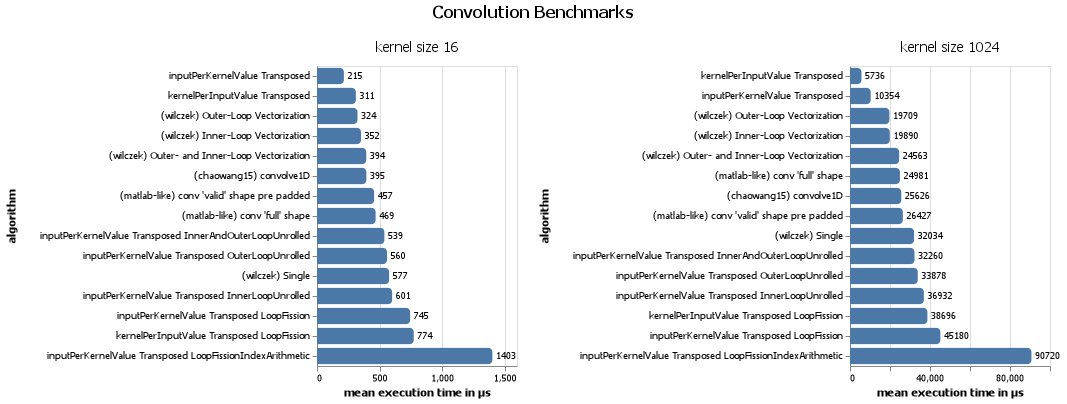 Convolution Benchmarks
kernel size 16
algorithm
inputPerKernelValue Transposed 215
kernelPerInputValue Transposed 311
(wilczek) Outer-Loop Vectorization 324
(wilczek) Inner-Loop Vectorization 352
(wilczek) Outer- and Inner-Loop Vectorization 394
(chaowang15) convolve1D 395
(matlab-like) conv 'valid' shape pre padded 457
(matlab-like) conv 'full' shape 469
inputPerKernelValue Transposed InnerAndOuterLoopUnrolled 539
inputPerKernelValue Transposed OuterLoopUnrolled 560
(wilczek) Single 577
inputPerKernelValue Transposed InnerLoopUnrolled 601
inputPerKernelValue Transposed LoopFission 745
kernelPerInputValue Transposed LoopFission 774
inputPerKernelValue Transposed LoopFissionIndexArithmetic 1403
0 500 1,000 1,500
mean execution time in µs
kernel size 1024
algorithm
kernelPerInputValue Transposed 5736
inputPerKernelValue Transposed 10354
(wilczek) Outer-Loop Vectorization 19709
(wilczek) Inner-Loop Vectorization 19890
(wilczek) Outer- and Inner-Loop Vectorization 24563
(matlab-like) conv 'full' shape 24981
(chaowang15) convolve1D 25626
(matlab-like) conv 'valid' shape pre padded 26427
(wilczek) Single 32034
inputPerKernelValue Transposed InnerAndOuterLoopUnrolled 32260
inputPerKernelValue Transposed OuterLoopUnrolled 33878
inputPerKernelValue Transposed InnerLoopUnrolled 36932
kernelPerInputValue Transposed LoopFission 38696
inputPerKernelValue Transposed LoopFission 45180
inputPerKernelValue Transposed LoopFissionIndexArithmetic 90720
0 40,000 80,000
mean execution time in µs